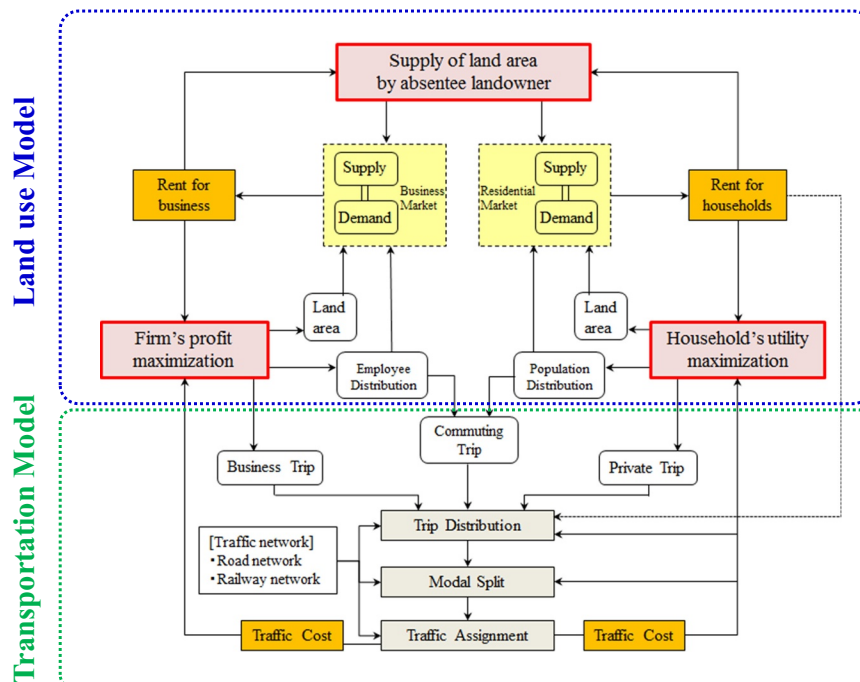 Land use Model
Transportation Model
Supply of land area
by absentee landowner
Rent for
business
Supply
Demand
Business
Market
Residential
Market
Supply
Demand
Rent for
households
Land
area
Land
area
Firm's profit
maximization
Household's utility
maximization
Employee
Distribution
Population
Distribution
Commuting
Trip
Business Trip
Private Trip
Trip Distribution
[Traffic network]
・Road network
・Railway network
Modal Split
Traffic Cost
Traffic Assignment
Traffic Cost